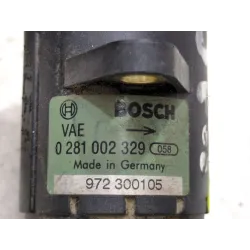 BOSCH
VAE
0 281 002 329 058
Made in Germany
972 300105